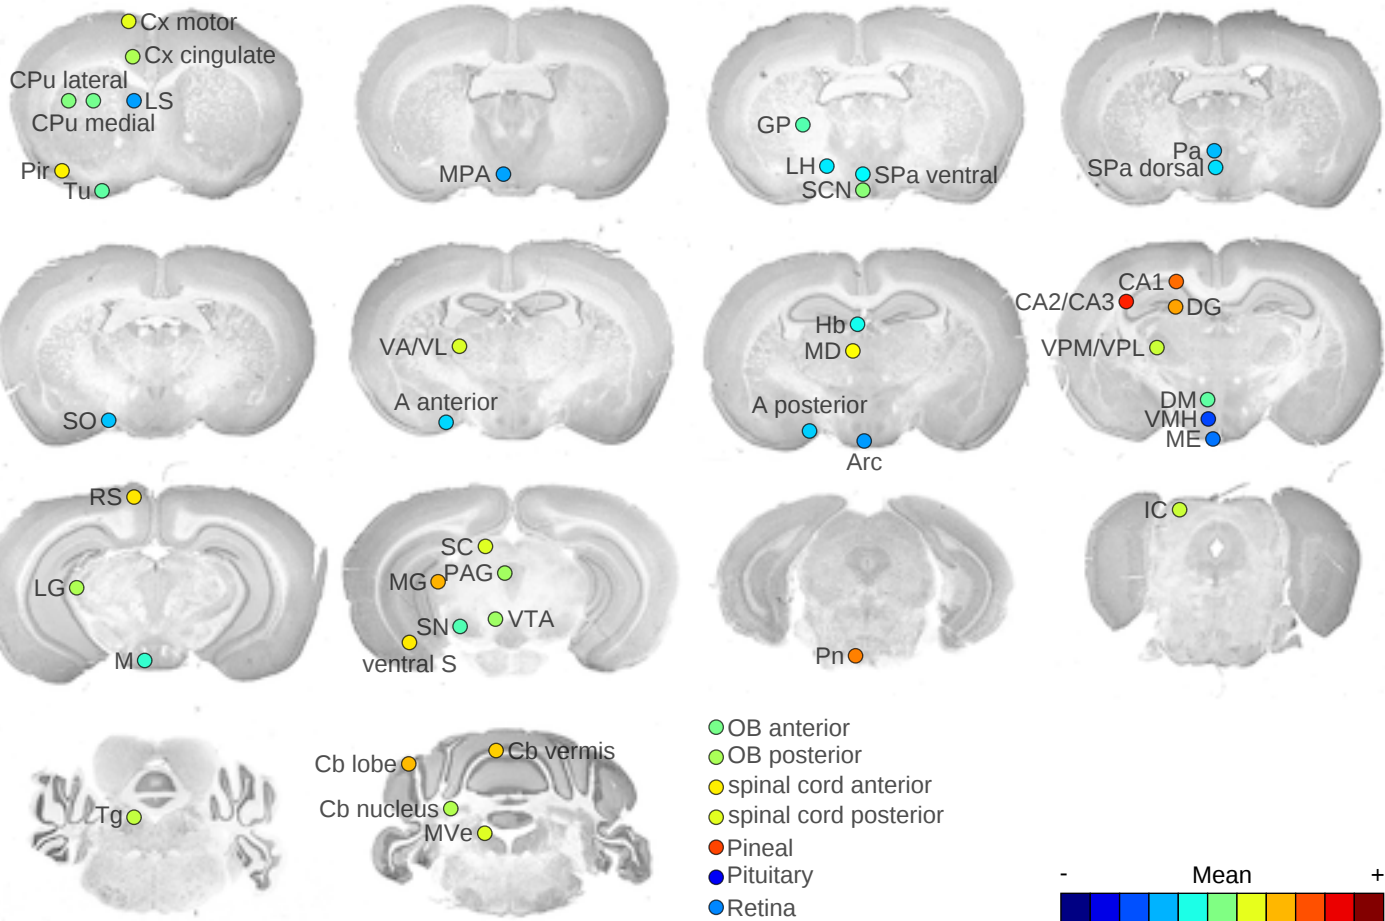 Cx motor
Cx cingulate
CPu lateral
LS
CPu medial
Pir
Tu
MPA
GP
LH
SPa ventral
SCN
Pa
SPa dorsal
SO
VA/VL
A anterior
Hb
MD
A posterior
Arc
CA1
CA2/CA3
DG
VPM/VPL
DM
VMH
ME
RS
LG
M
SC
MG
PAG
SN
VTA
ventral S
Pn
IC
Tg
Cb lobe
Cb vermis
Cb nucleus
MVe
OB anterior
OB posterior
spinal cord anterior
spinal cord posterior
Pineal
Pituitary
Retina
- Mean +